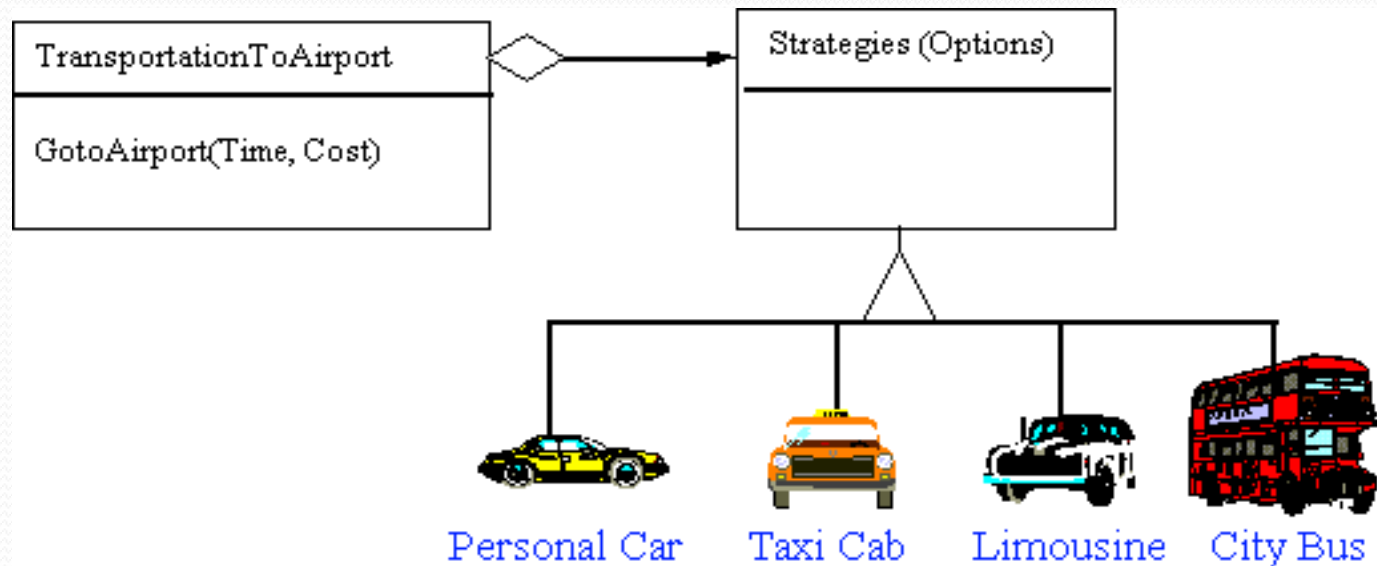 TransportationToAirport
GotoAirport(Time, Cost)
Strategies (Options)
Personal Car
Taxi Cab
Limousine
City Bus